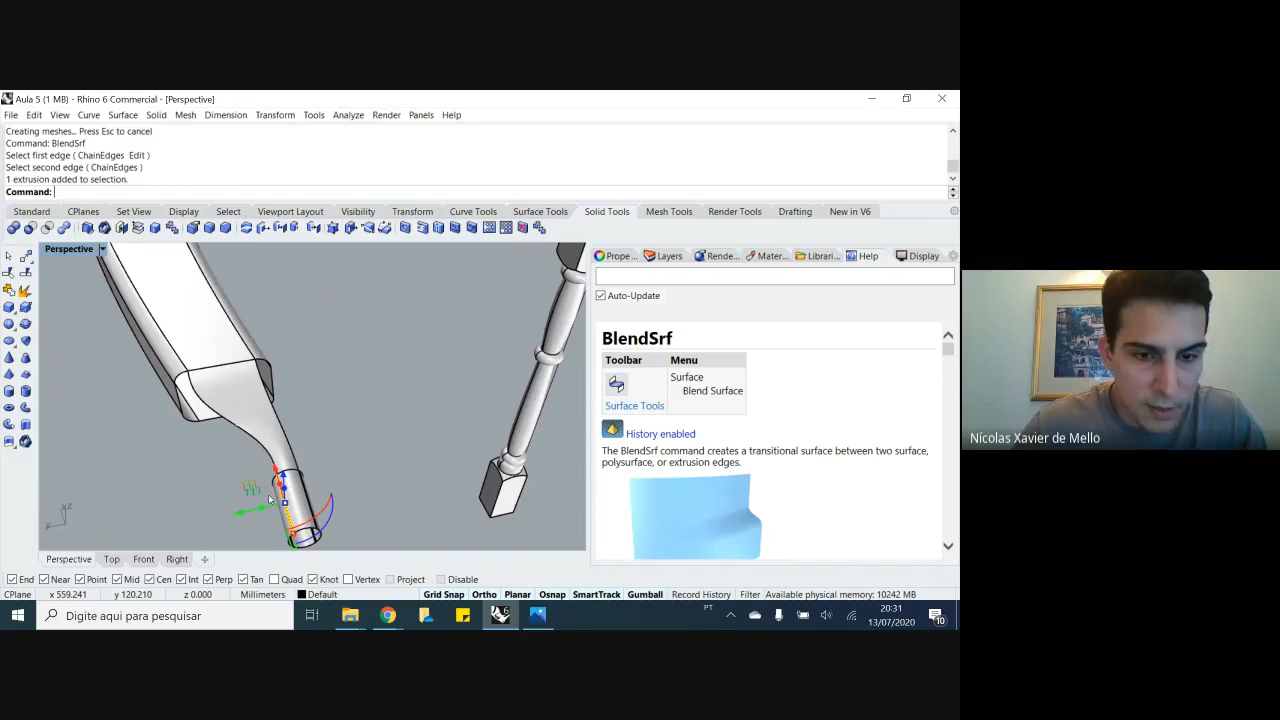 Aula 5 (1 MB) - Rhino 6 Commercial - [Perspective]
File Edit View Curve Surface Solid Mesh Dimension Transform Tools Analyze Render Panels Help
Creating meshes... Press Esc to cancel
Command: BlendSrf
Select first edge ( ChainEdges Edit )
Select second edge ( ChainEdges )
1 extrusion added to selection.
Command:
Standard CPlanes Set View Display Select Viewport Layout Visibility Transform Curve Tools Surface Tools Solid Tools Mesh Tools Render Tools Drafting New in V6
Perspective
Prope... Layers Rende... Mater... Librari... Help Display
Auto-Update
BlendSrf
Toolbar Menu
Surface
Blend Surface
Surface Tools
History enabled
The BlendSrf command creates a transitional surface between two surface,
polysurface, or extrusion edges.
Nícolas Xavier de Mello
Perspective Top Front Right
End Near Point Mid Cen Int Perp Tan Quad Knot Vertex Project Disable
CPlane x 559.241 y 120.210 z 0.000 Millimeters Default Grid Snap Ortho Planar Osnap SmartTrack Gumball Record History Filter Available physical memory: 10242 MB
Digite aqui para pesquisar
PT
20:31
13/07/2020
10